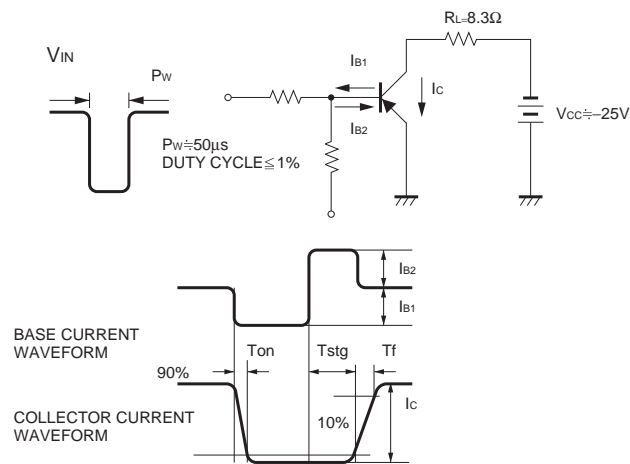 RL=8.3Ω
VIN
IB1
PW
IC
IB2
VCC≒−25V
PW≒50µs
DUTY CYCLE≦1%
IB2
IB1
BASE CURRENT
WAVEFORM
Ton
Tstg
Tf
90%
IC
10%
COLLECTOR CURRENT
WAVEFORM